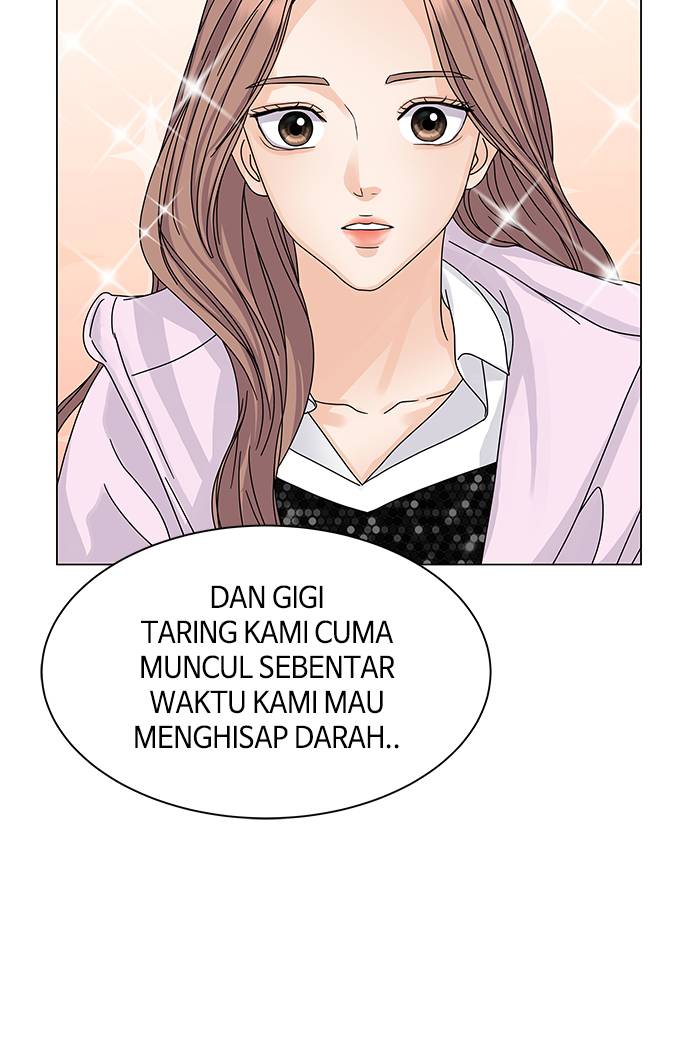 DAN GIGI
TARING KAMI CUMA
MUNCUL SEBENTAR
WAKTU KAMI MAU
MENGHISAP DARAH..